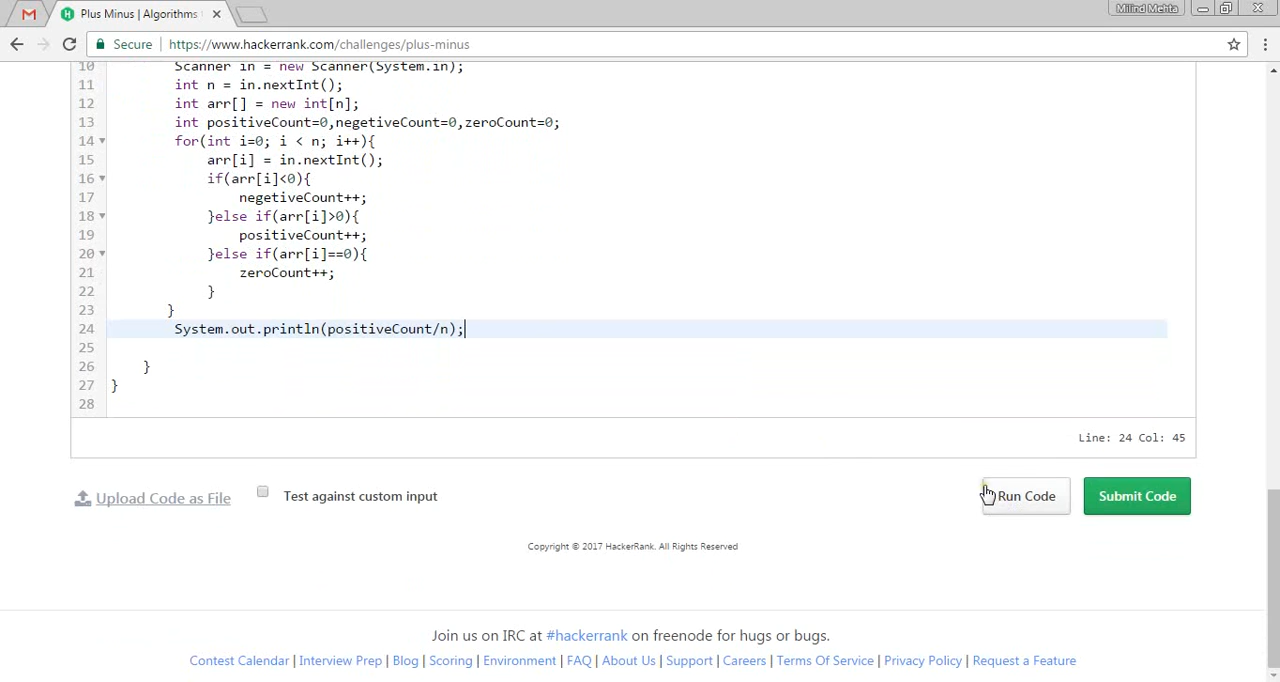 Plus Minus | Algorithms
Milind Mehta
Secure
https://www.hackerrank.com/challenges/plus-minus
10 Scanner in = new Scanner(System.in);
11 int n = in.nextInt();
12 int arr[] = new int[n];
13 int positiveCount=0,negetiveCount=0,zeroCount=0;
14 for(int i=0; i < n; i++){
15 arr[i] = in.nextInt();
16 if(arr[i]<0){
17 negetiveCount++;
18 }else if(arr[i]>0){
19 positiveCount++;
20 }else if(arr[i]==0){
21 zeroCount++;
22 }
23 }
24 System.out.println(positiveCount/n);
25
26 }
27 }
28
Line: 24 Col: 45
Upload Code as File Test against custom input Run Code Submit Code
Copyright © 2017 HackerRank. All Rights Reserved
Join us on IRC at #hackerrank on freenode for hugs or bugs.
Contest Calendar | Interview Prep | Blog | Scoring | Environment | FAQ | About Us | Support | Careers | Terms Of Service | Privacy Policy | Request a Feature